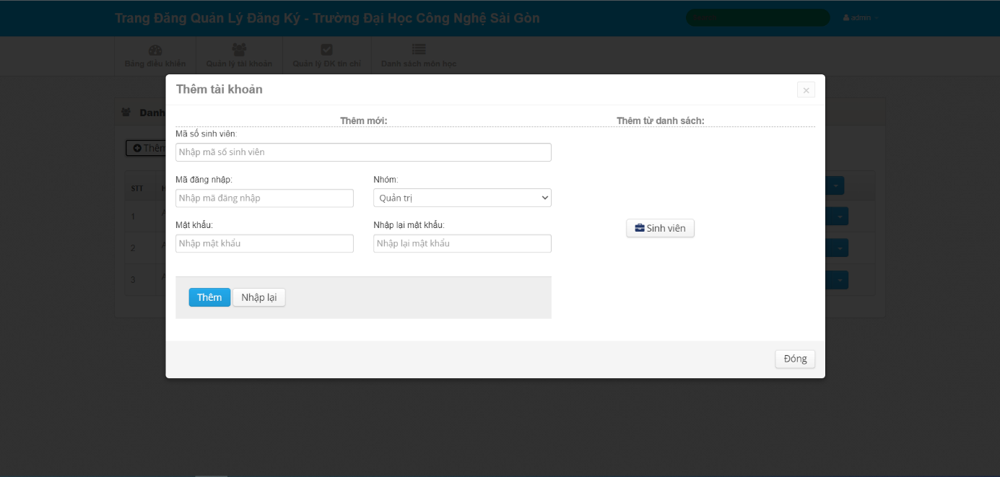 Trang Đăng Quản Lý Đăng Ký - Trường Đại Học Công Nghệ Sài Gòn
admin
Bảng điều khiển
Quản lý tài khoản
Quản lý ĐK tín chỉ
Danh sách môn học
Thêm tài khoản
×
Danh
Thêm mới:
Thêm từ danh sách:
Mã số sinh viên:
Thêm
Nhập mã số sinh viên
Mã đăng nhập:
Nhóm:
STT
Nhập mã đăng nhập
Quản trị
1
Mật khẩu:
Nhập lại mật khẩu:
Sinh viên
2
Nhập mật khẩu
Nhập lại mật khẩu
3
Thêm
Nhập lại
Đóng